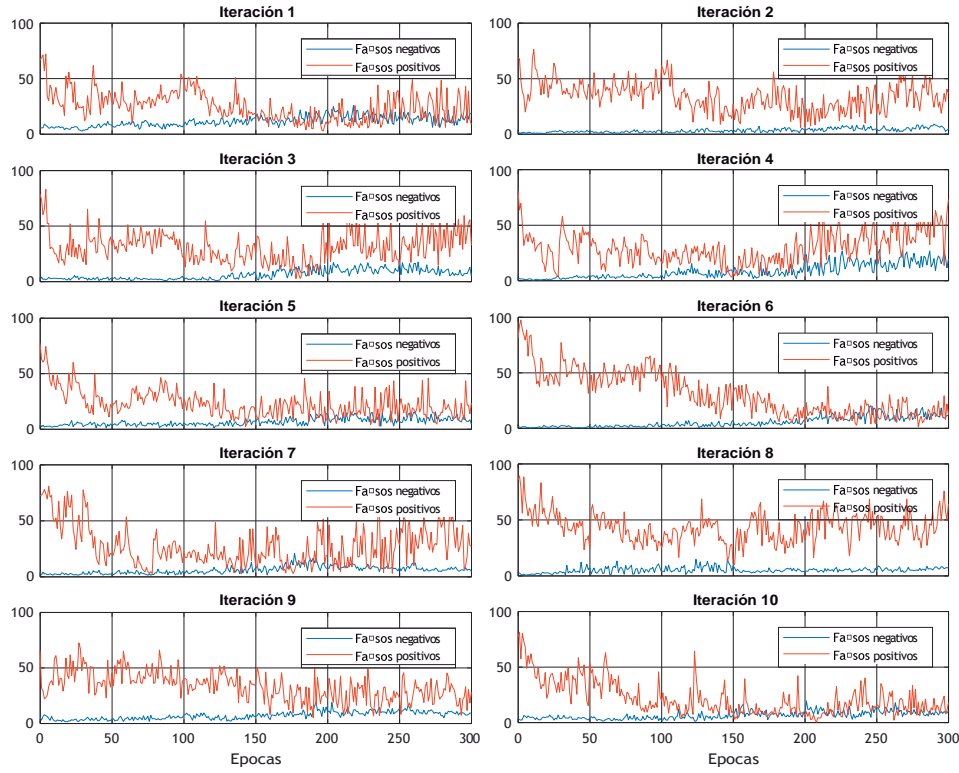 Iteración 1
100
50
0
Fa□sos negativos
Fa□sos positivos
Iteración 2
100
50
0
Fa□sos negativos
Fa□sos positivos
Iteración 3
100
50
0
Fa□sos negativos
Fa□sos positivos
Iteración 4
100
50
0
Fa□sos negativos
Fa□sos positivos
Iteración 5
100
50
0
Fa□sos negativos
Fa□sos positivos
Iteración 6
100
50
0
Fa□sos negativos
Fa□sos positivos
Iteración 7
100
50
0
Fa□sos negativos
Fa□sos positivos
Iteración 8
100
50
0
Fa□sos negativos
Fa□sos positivos
Iteración 9
100
50
0
Fa□sos negativos
Fa□sos positivos
0 50 100 150 200 250 300
Epocas
Iteración 10
100
50
0
Fa□sos negativos
Fa□sos positivos
0 50 100 150 200 250 300
Epocas